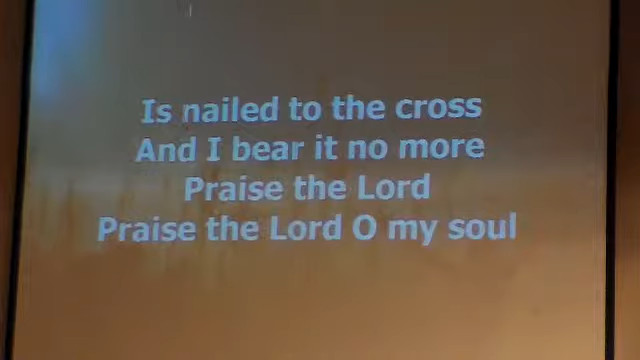 Is nailed to the cross
And I bear it no more
Praise the Lord
Praise the Lord O my soul